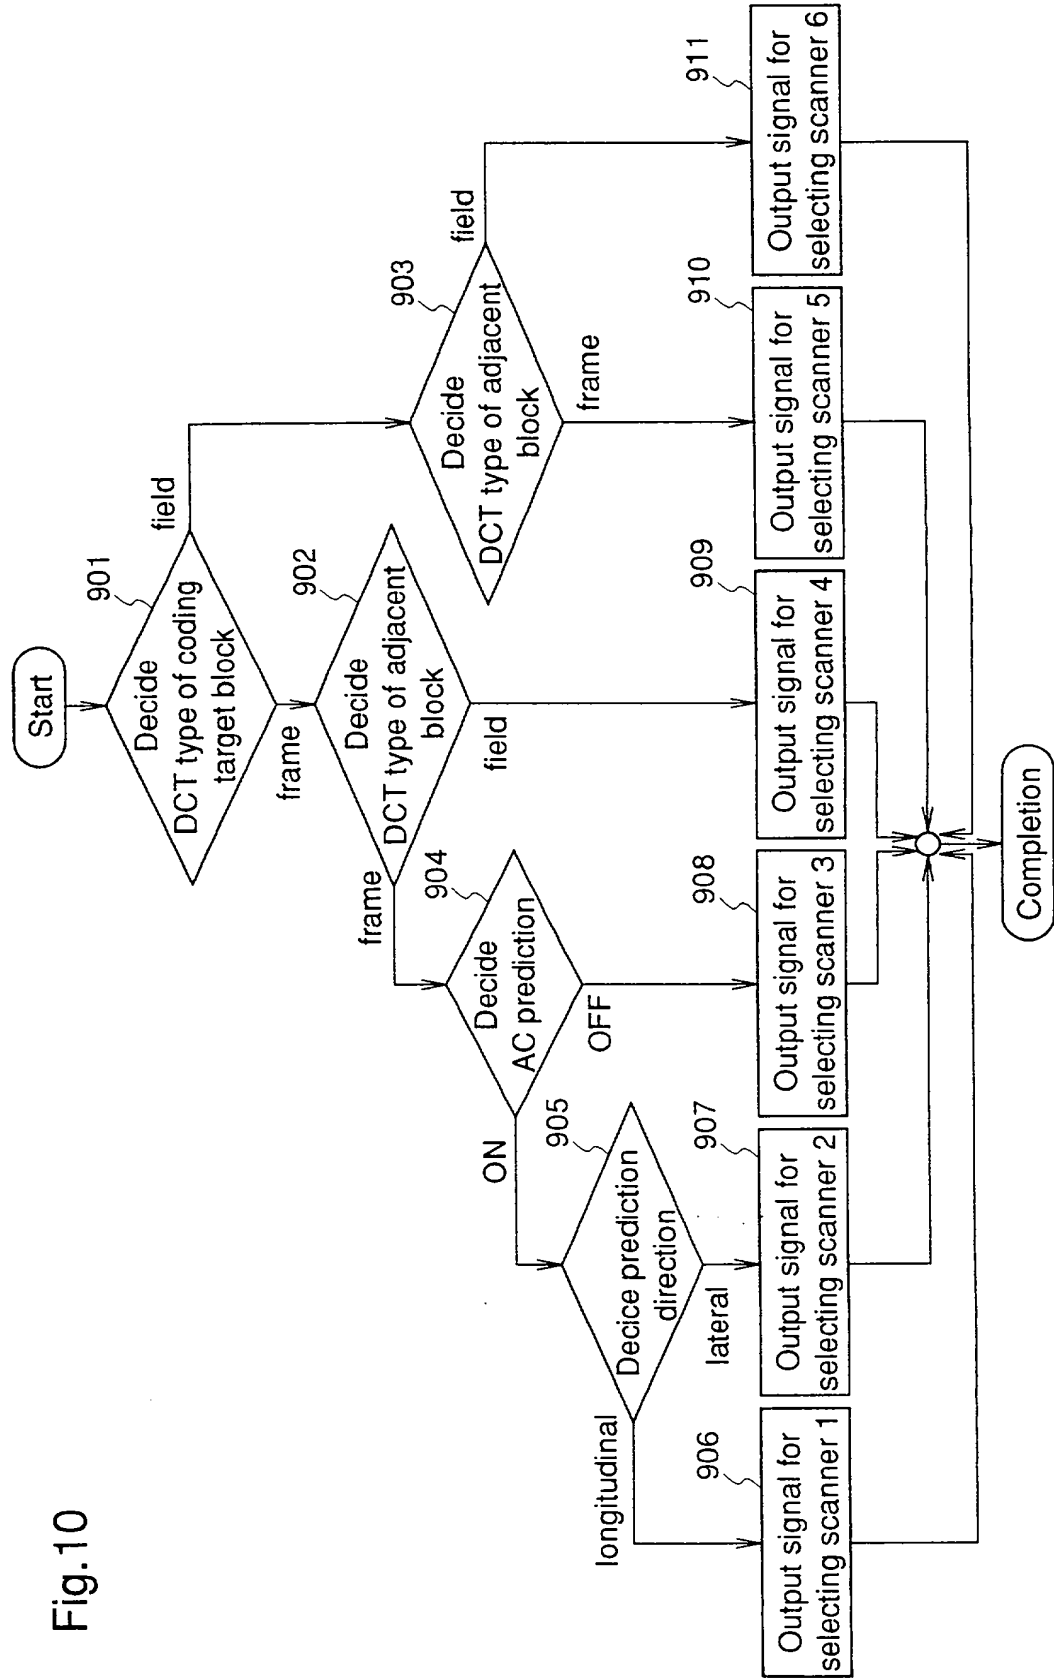 Fig.10
Start
901
Decide
DCT type of coding
target block
field
frame
902
Decide
DCT type of adjacent
block
903
Decide
DCT type of adjacent
block
field
frame
frame
field
904
Decide
AC prediction
ON
OFF
905
Decice prediction
direction
longitudinal
lateral
906
Output signal for
selecting scanner 1
907
Output signal for
selecting scanner 2
908
Output signal for
selecting scanner 3
909
Output signal for
selecting scanner 4
910
Output signal for
selecting scanner 5
911
Output signal for
selecting scanner 6
Completion